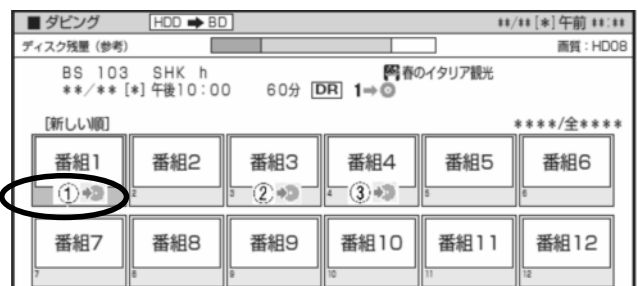 ■ ダビング HDD ➡ BD **/**[*]午前 **:**
ディスク残量（参考） 画質：HD08
BS 103 SHK h 春のイタリア観光
**/** [*] 午後10：00 60分 DR 1→
[新しい順] ****/全****
番組1 番組2 番組3 番組4 番組5 番組6
① 2 3 ② 4 ③ 5 6
番組7 番組8 番組9 番組10 番組11 番組12
7 8 9 10 11 12